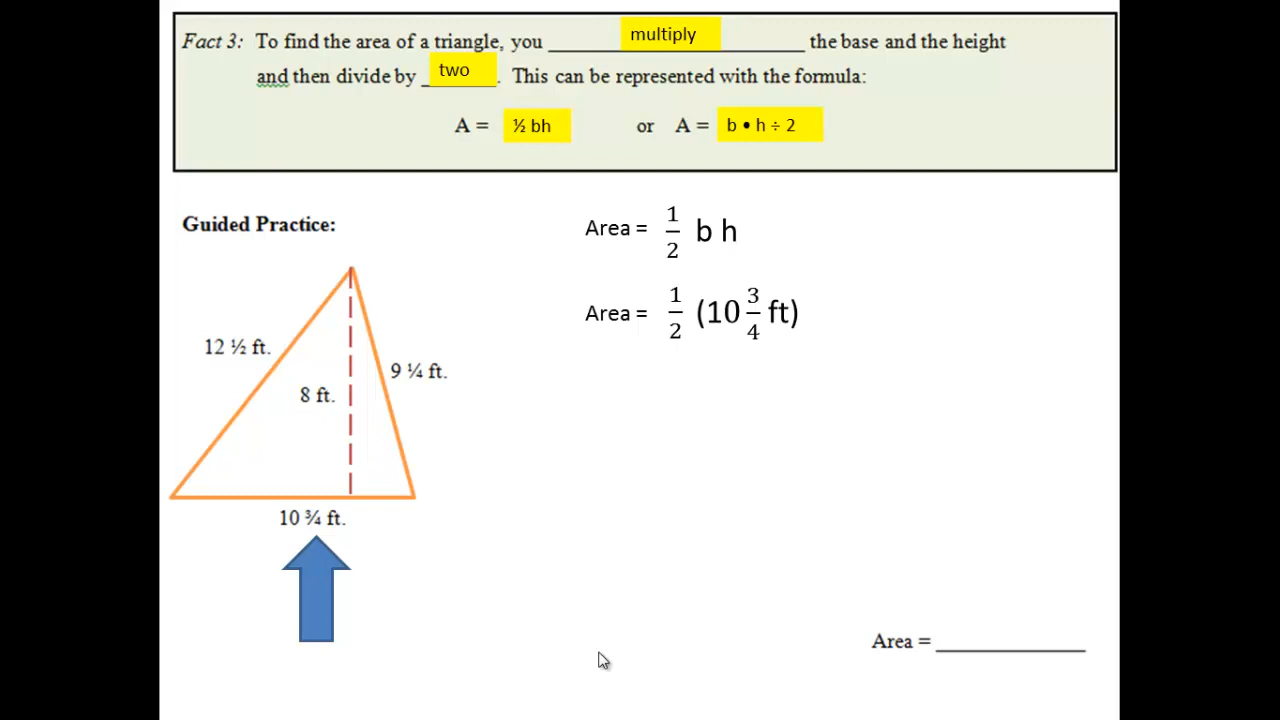 Fact 3: To find the area of a triangle, you ____multiply____ the base and the height
and then divide by _two_. This can be represented with the formula:
A = ½ bh or A = b • h ÷ 2
Guided Practice:
Area = 1/2 b h
Area = 1/2 (10 3/4 ft)
12 ½ ft.
9 ¼ ft.
8 ft.
10 ¾ ft.
Area = ____________